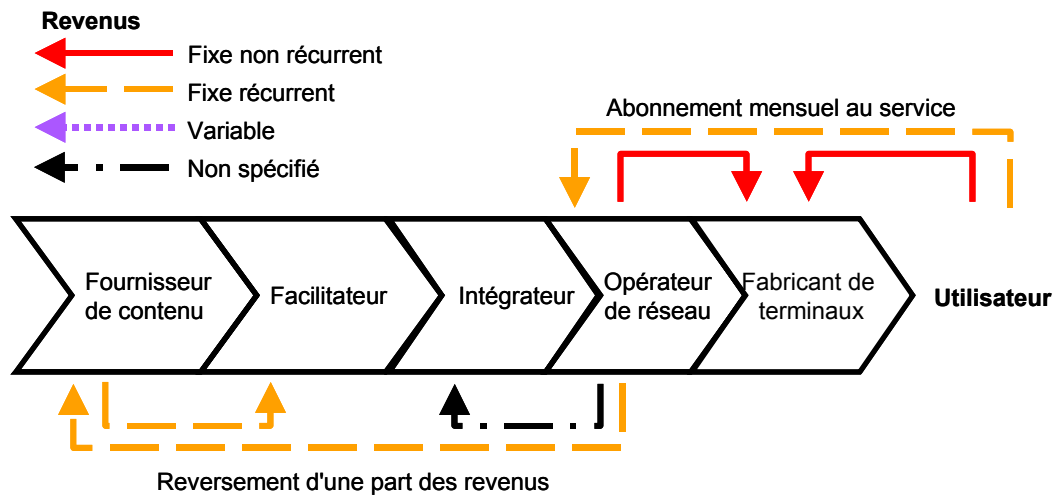 Revenus
Fixe non récurrent
Fixe récurrent
Variable
Non spécifié
Abonnement mensuel au service
Fournisseur
de contenu
Facilitateur
Intégrateur
Opérateur
de réseau
Fabricant de
terminaux
Utilisateur
Reversement d'une part des revenus